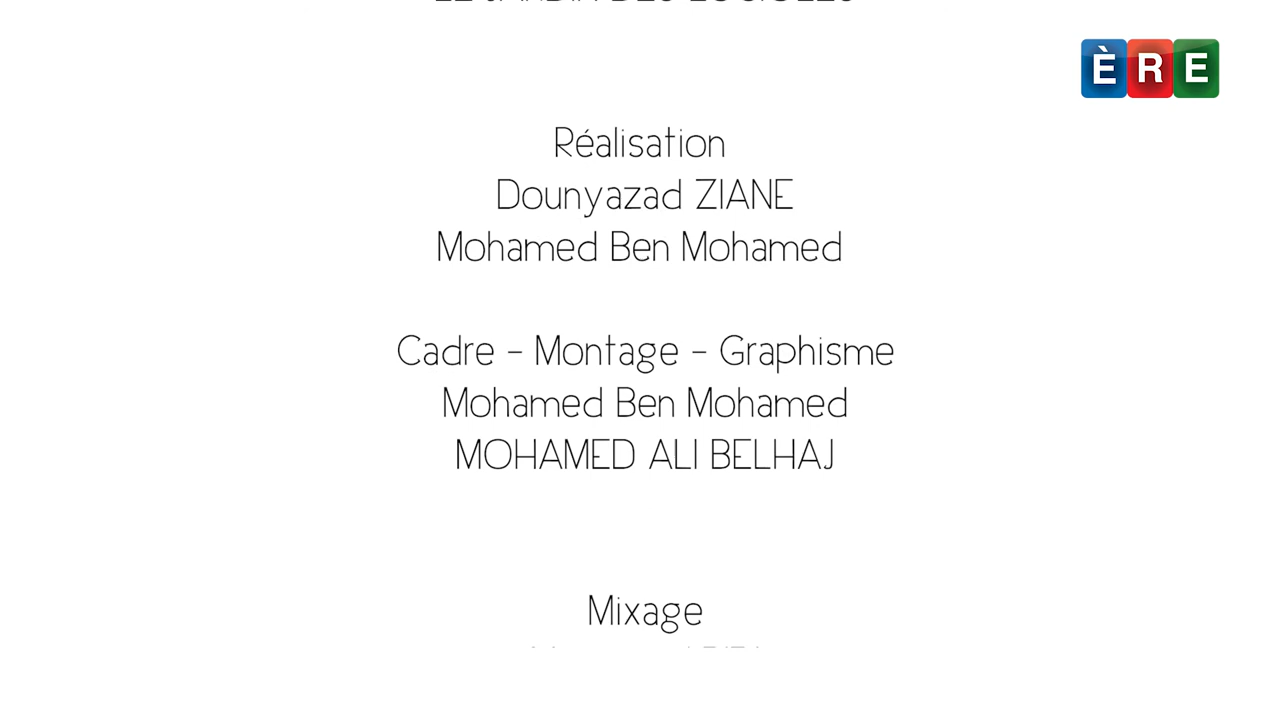 ÈRE
Réalisation
Dounyazad ZIANE
Mohamed Ben Mohamed
Cadre - Montage - Graphisme
Mohamed Ben Mohamed
MOHAMED ALI BELHAJ
Mixage